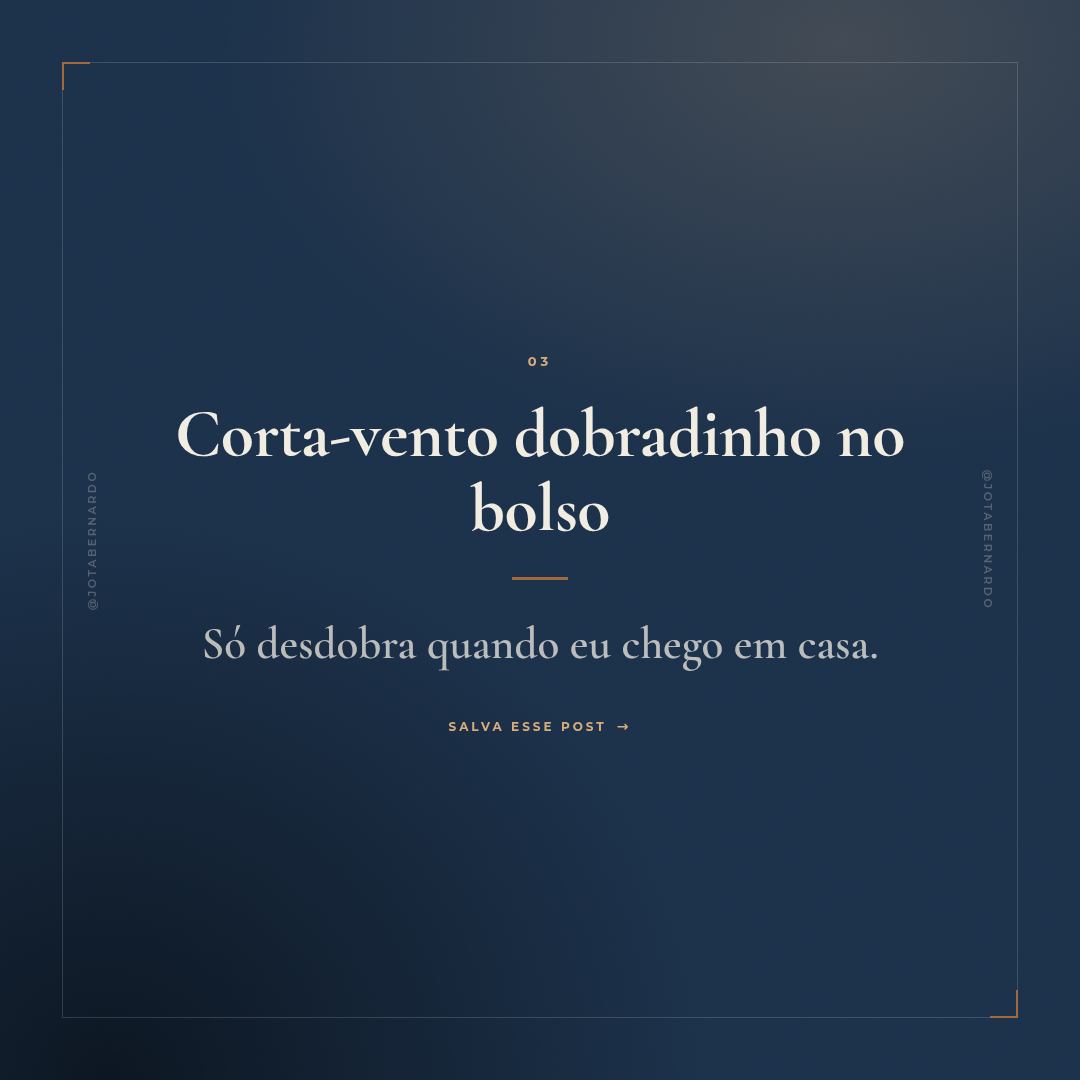 03
Corta-vento dobradinho no
bolso
@JOTABERNARDO
@JOTABERNARDO
Só desdobra quando eu chego em casa.
SALVA ESSE POST →